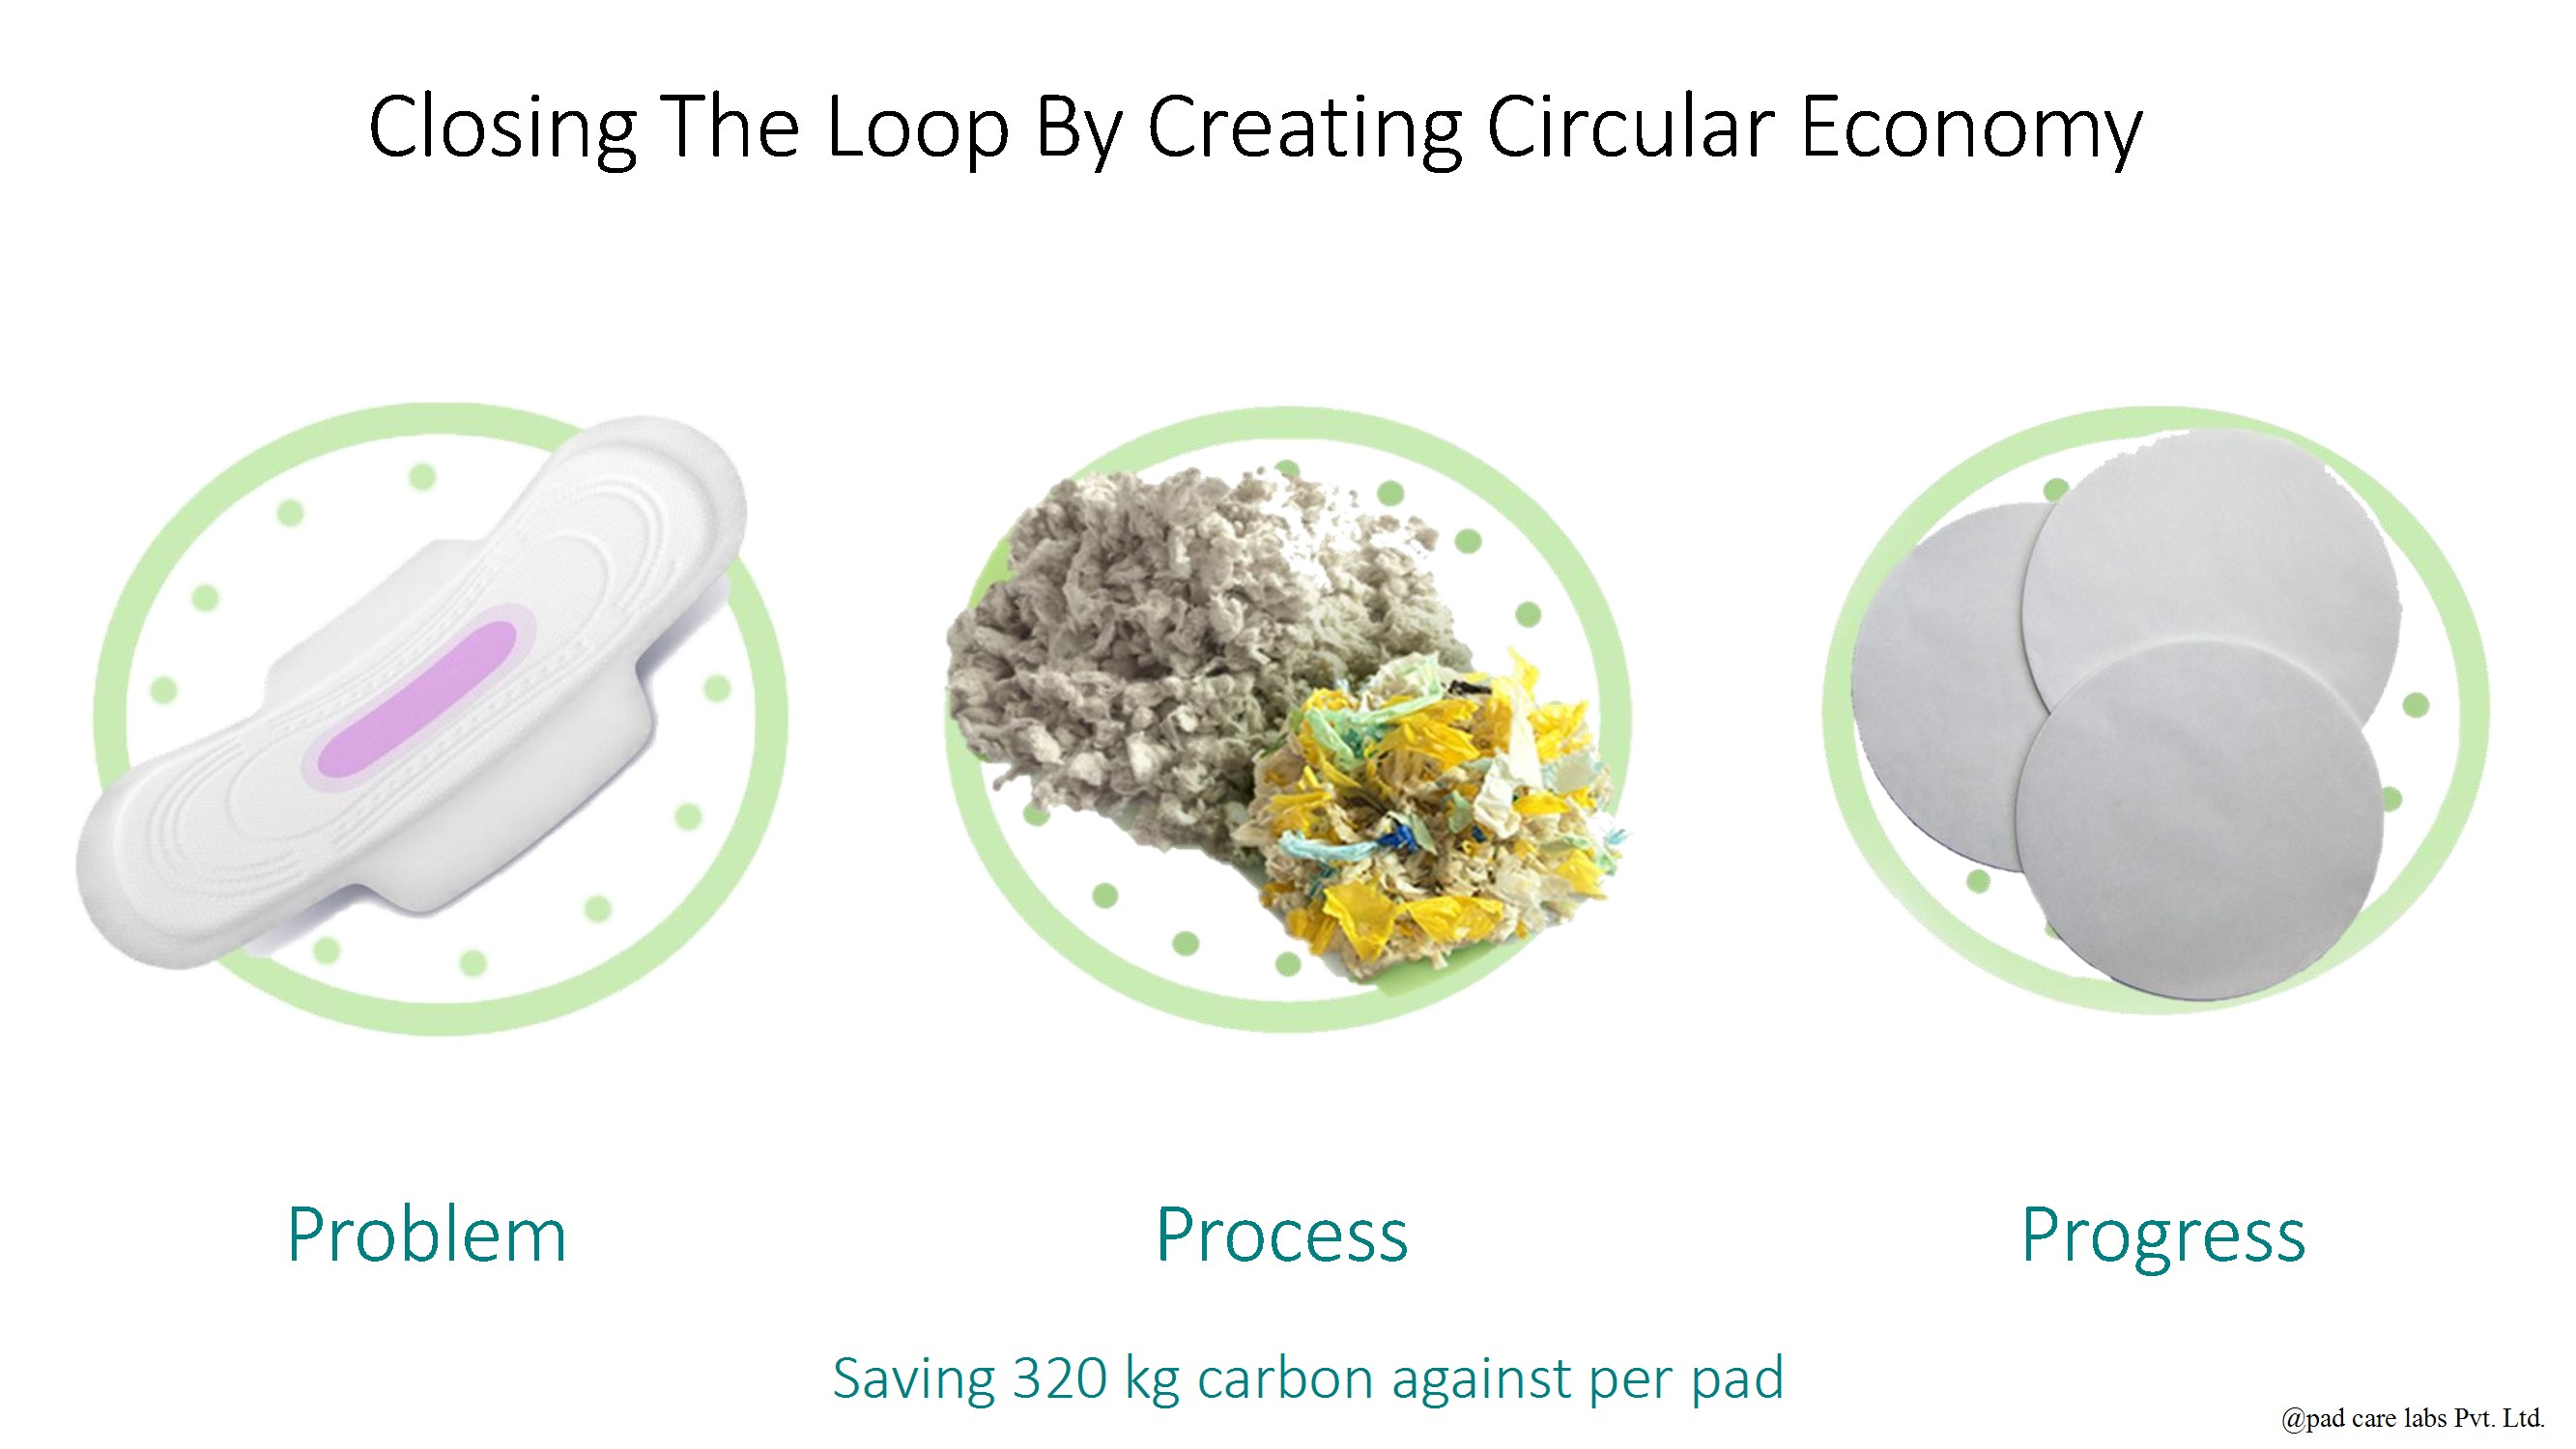 Closing The Loop By Creating Circular Economy
Problem
Process
Progress
Saving 320 kg carbon against per pad
@pad care labs Pvt. Ltd.